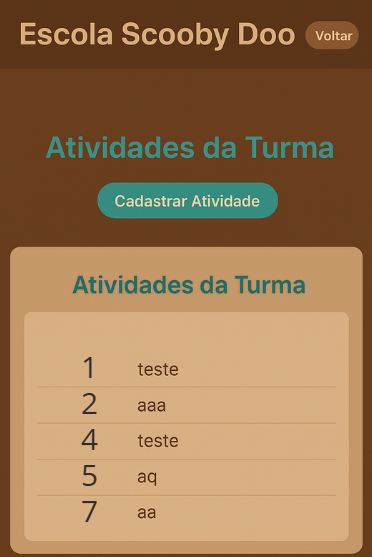 Escola Scooby Doo Voltar
Atividades da Turma
Cadastrar Atividade
Atividades da Turma
1 teste
2 aaa
4 teste
5 aq
7 aa